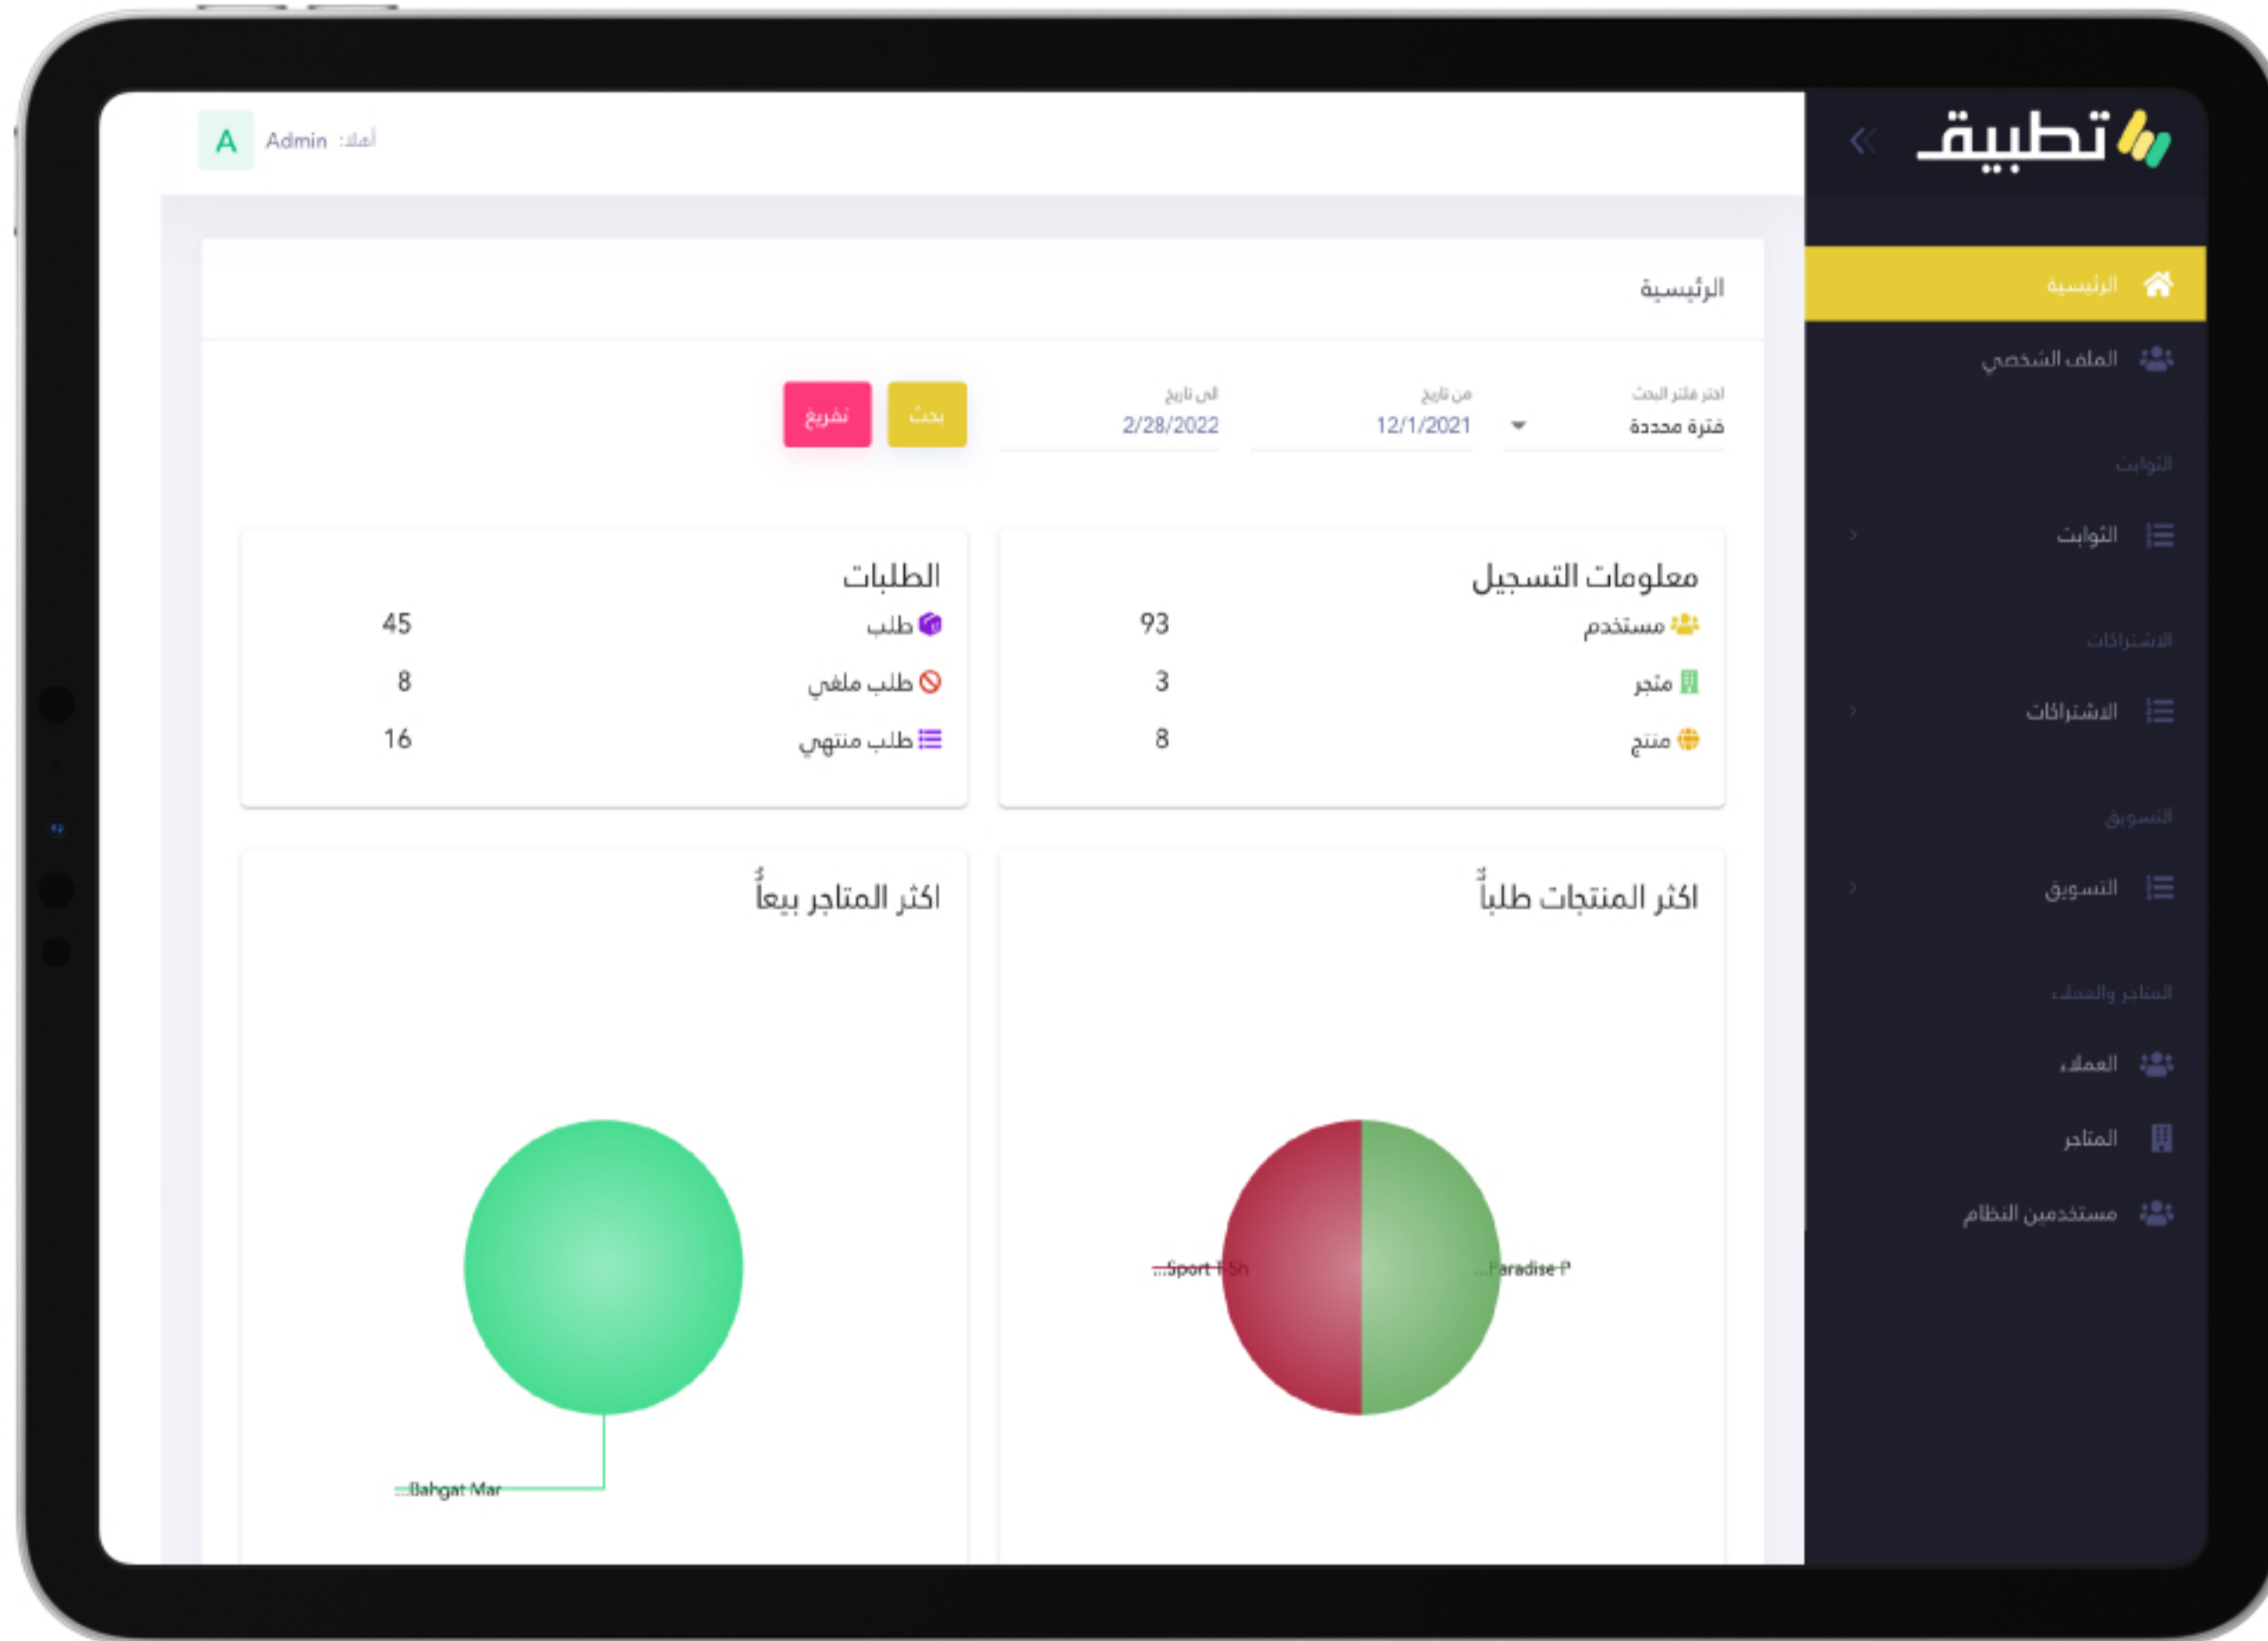 تطبيق
أهلا: Admin
A
الرئيسية
الملف الشخصي
الثوابت
الثوابت
الاشتراكات
الاشتراكات
التسويق
التسويق
المتاجر والعملاء
العملاء
المتاجر
مستخدمين النظام
الرئيسية
اختر فلتر البحث
فترة محددة
من تاريخ
12/1/2021
الى تاريخ
2/28/2022
بحث
تفريغ
معلومات التسجيل
مستخدم 93
متجر 3
منتج 8
الطلبات
طلب 45
طلب ملغي 8
طلب منتهي 16
اكثر المنتجات طلباً
Paradise P...
Sport T-Sh...
اكثر المتاجر بيعاً
Bahgat Mar...